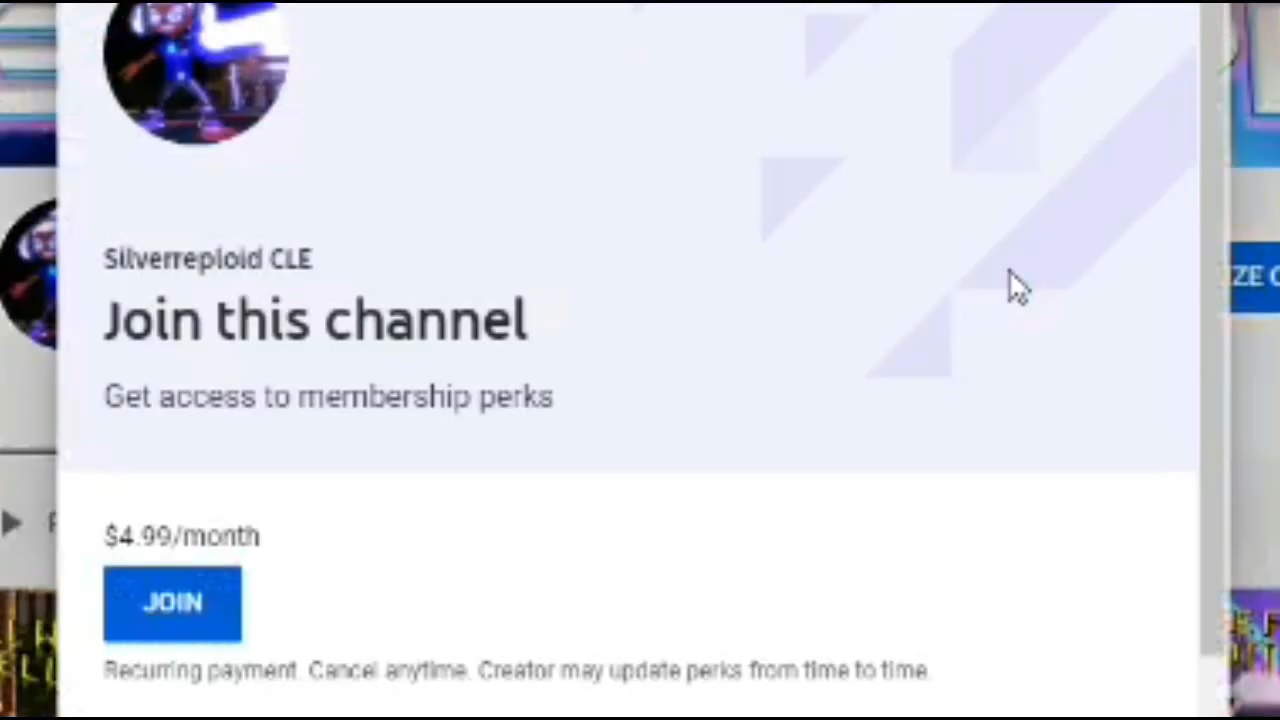 Silverreploid CLE
Join this channel
Get access to membership perks
$4.99/month
JOIN
Recurring payment. Cancel anytime. Creator may update perks from time to time.
ZE C